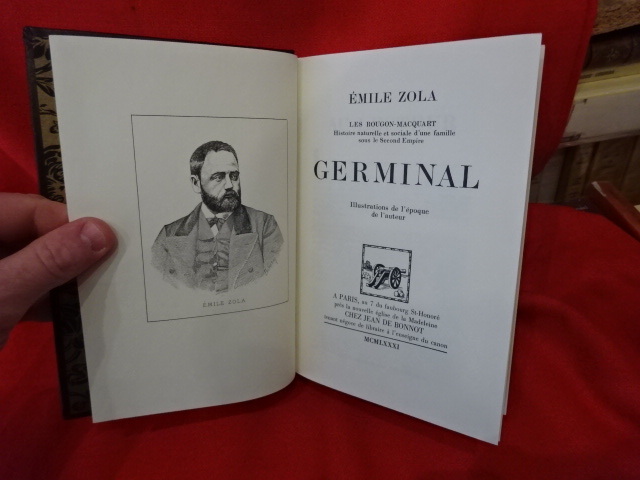 EMILE ZOLA
ÉMILE ZOLA
LES ROUGON-MACQUART
Histoire naturelle et sociale d'une famille
sous le Second Empire
GERMINAL
Illustrations de l'époque
de l'auteur
A PARIS, au 7 du faubourg St-Honoré
près la nouvelle église de la Madeleine
CHEZ JEAN DE BONNOT
tenant négoce de librairie à l'enseigne du canon
MCMLXXXI